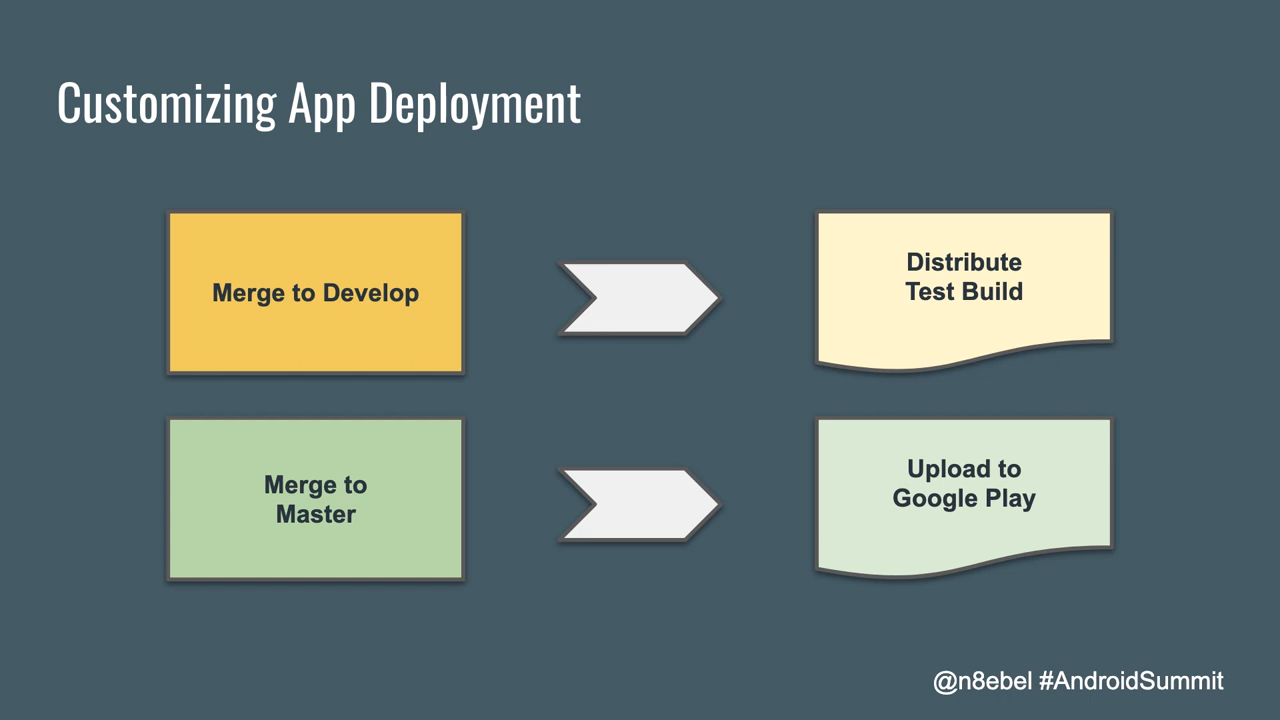 Customizing App Deployment
Merge to Develop
Distribute
Test Build
Merge to
Master
Upload to
Google Play
@n8ebel #AndroidSummit